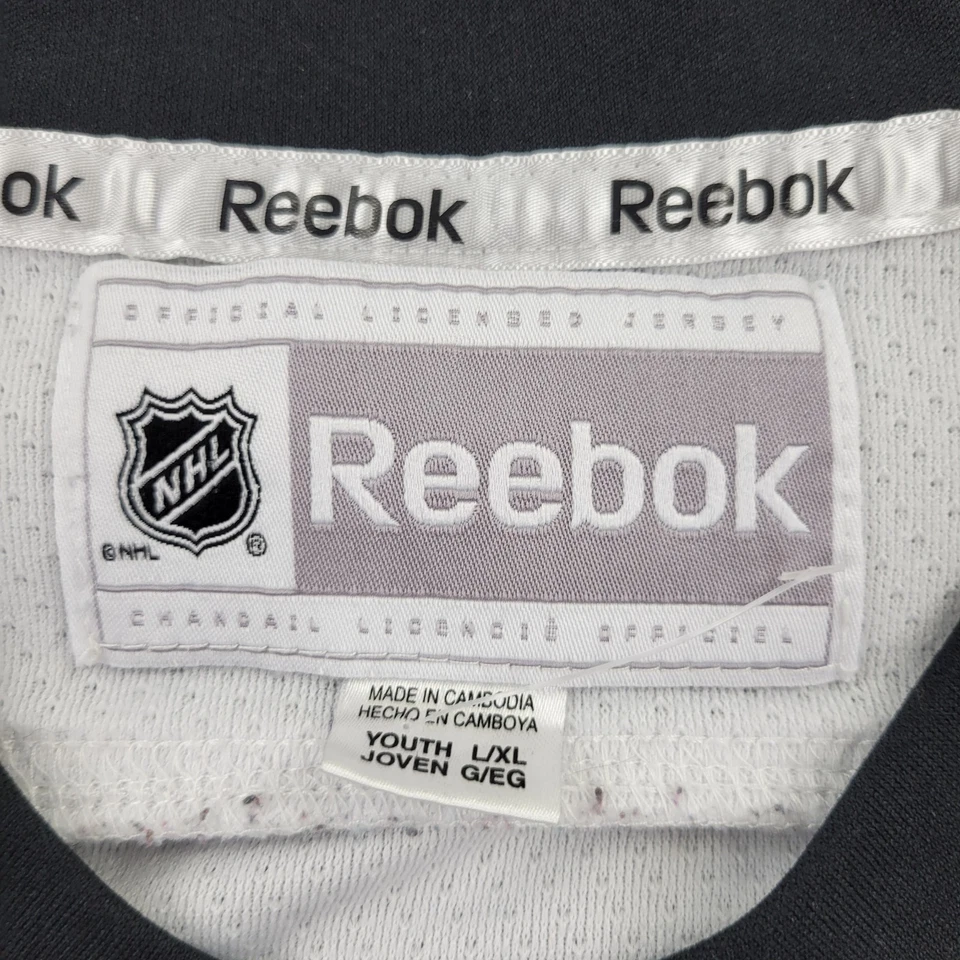 ok Reebok Reebok
OFFICIAL LICENSED JERSEY
NHL
Reebok
©NHL ®
CHANDAIL LICENCIÉ OFFICIEL
MADE IN CAMBODIA
HECHO EN CAMBOYA
YOUTH L/XL
JOVEN G/EG